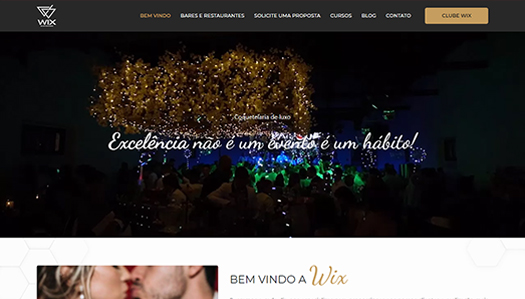 WIX
BEM VINDO BARES E RESTAURANTES SOLICITE UMA PROPOSTA CURSOS BLOG CONTATO CLUBE WIX
Coquetelaria de luxo
Excelência não é um evento é um hábito!
BEM VINDO A Wix